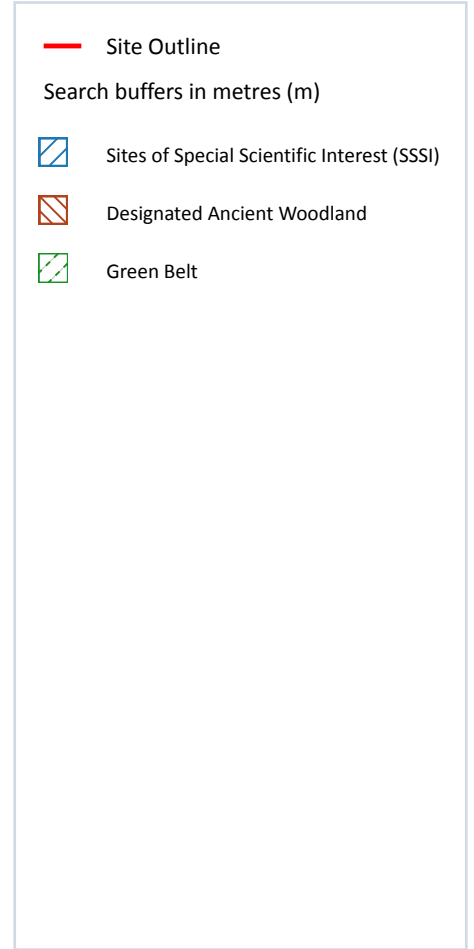 Site Outline
Search buffers in metres (m)
Sites of Special Scientific Interest (SSSI)
Designated Ancient Woodland
Green Belt